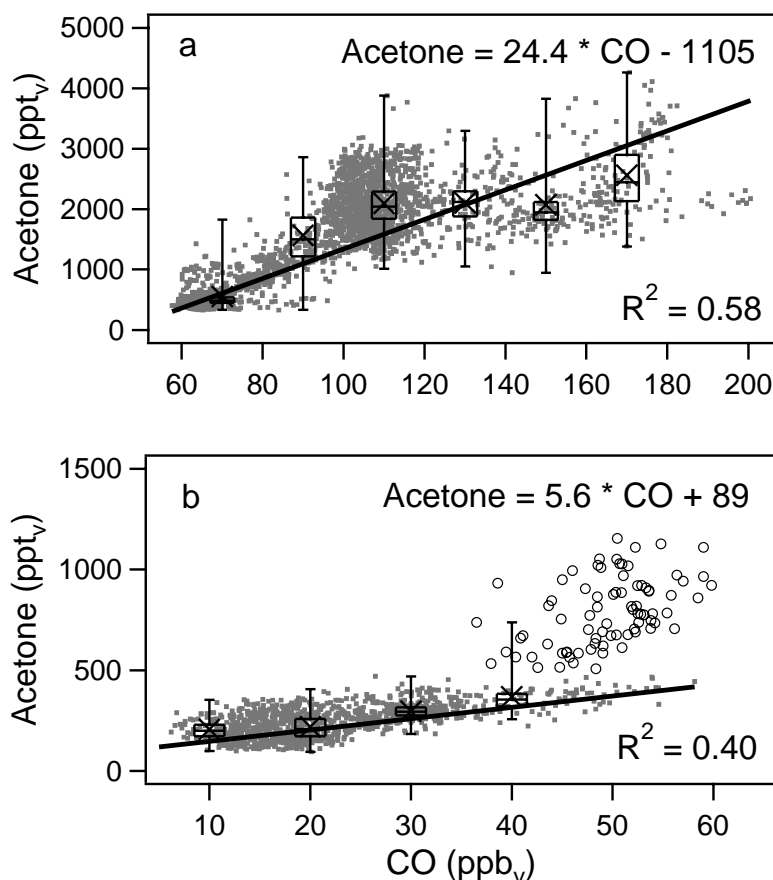 a
Acetone = 24.4 * CO - 1105
5000
4000
3000
2000
1000
0
Acetone (pptv)
R² = 0.58
60 80 100 120 140 160 180 200
b
Acetone = 5.6 * CO + 89
1500
1000
500
0
Acetone (pptv)
R² = 0.40
10 20 30 40 50 60
CO (ppbv)